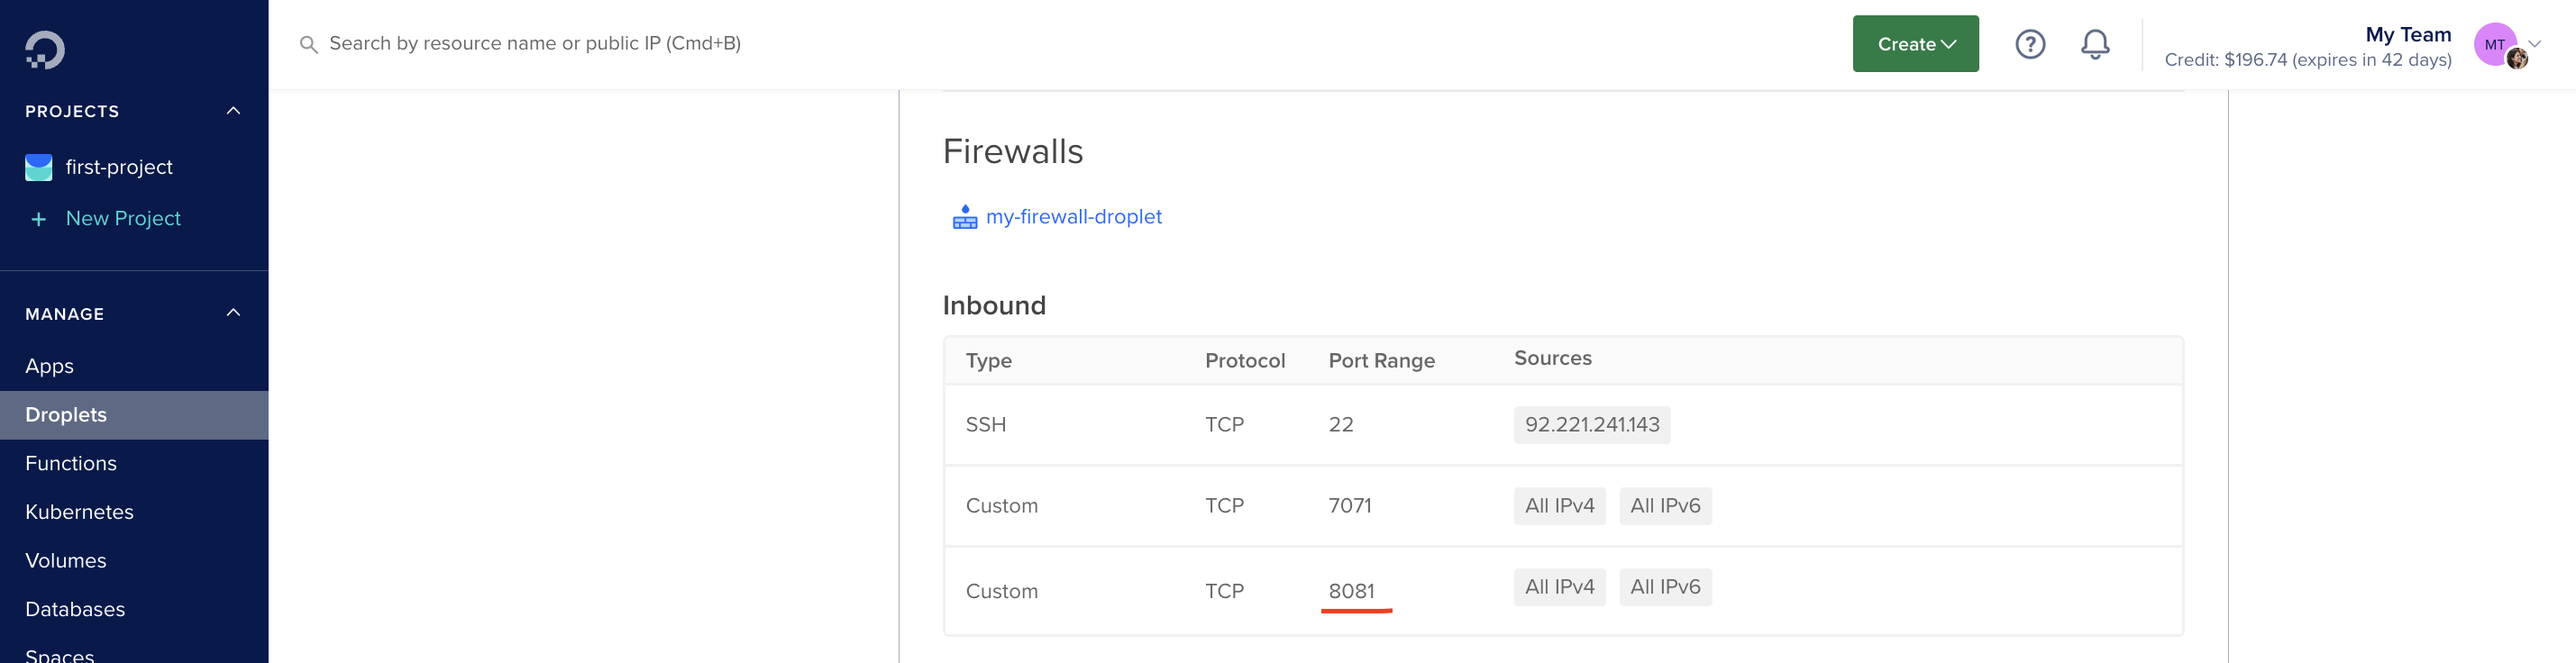 Search by resource name or public IP (Cmd+B)
Create
?
My Team
Credit: $196.74 (expires in 42 days)
MT
PROJECTS
first-project
+ New Project
MANAGE
Apps
Droplets
Functions
Kubernetes
Volumes
Databases
Spaces
Firewalls
my-firewall-droplet
Inbound
Type Protocol Port Range Sources
SSH TCP 22 92.221.241.143
Custom TCP 7071 All IPv4 All IPv6
Custom TCP 8081 All IPv4 All IPv6